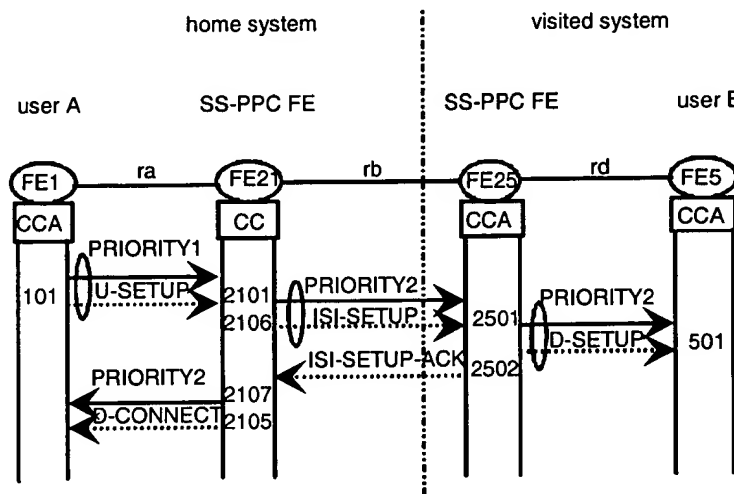 home system
visited system
user A
SS-PPC FE
SS-PPC FE
user B
FE1
ra
FE21
rb
FE25
rd
FE5
CCA
CC
CCA
CCA
PRIORITY1
101
U-SETUP
2101
PRIORITY2
2106
ISI-SETUP
2501
PRIORITY2
D-SETUP
501
ISI-SETUP-ACK
2502
PRIORITY2
2107
D-CONNECT
2105